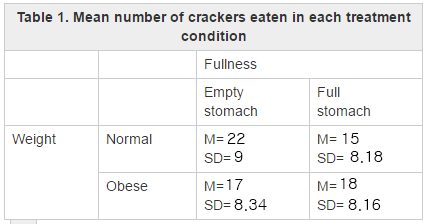 Table 1. Mean number of crackers eaten in each treatment
condition
Fullness
Empty
stomach
Full
stomach
Weight
Normal
M= 22
SD= 9
M= 15
SD= 8.18
Obese
M=17
SD= 8.34
M= 18
SD= 8.16